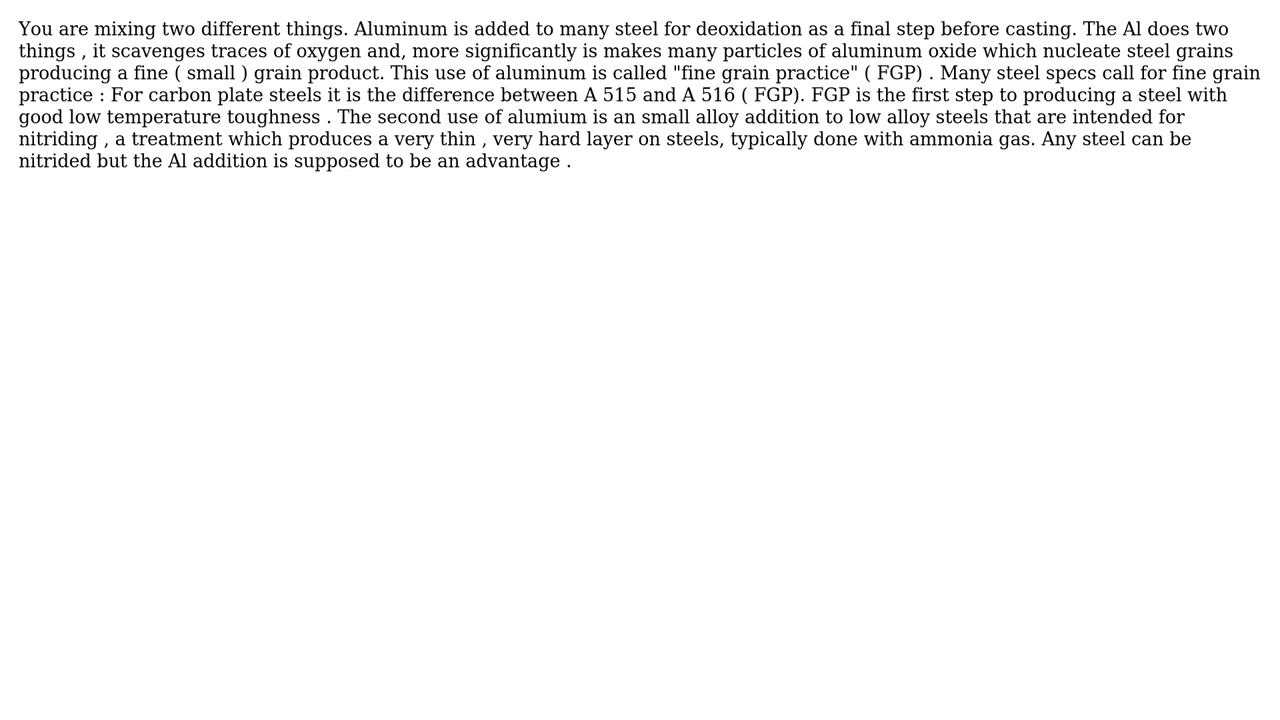 You are mixing two different things. Aluminum is added to many steel for deoxidation as a final step before casting. The Al does two
things , it scavenges traces of oxygen and, more significantly is makes many particles of aluminum oxide which nucleate steel grains
producing a fine ( small ) grain product. This use of aluminum is called "fine grain practice" ( FGP) . Many steel specs call for fine grain
practice : For carbon plate steels it is the difference between A 515 and A 516 ( FGP). FGP is the first step to producing a steel with
good low temperature toughness . The second use of alumium is an small alloy addition to low alloy steels that are intended for
nitriding , a treatment which produces a very thin , very hard layer on steels, typically done with ammonia gas. Any steel can be
nitrided but the Al addition is supposed to be an advantage .